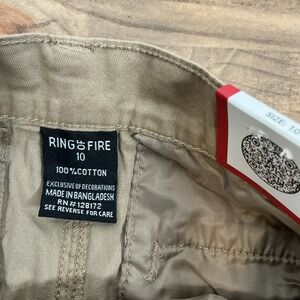 RING OF FIRE
10
100% COTTON
EXCLUSIVE OF DECORATIONS
MADE IN BANGLADESH
RN# 128172
SEE REVERSE FOR CARE
SIZE: 10